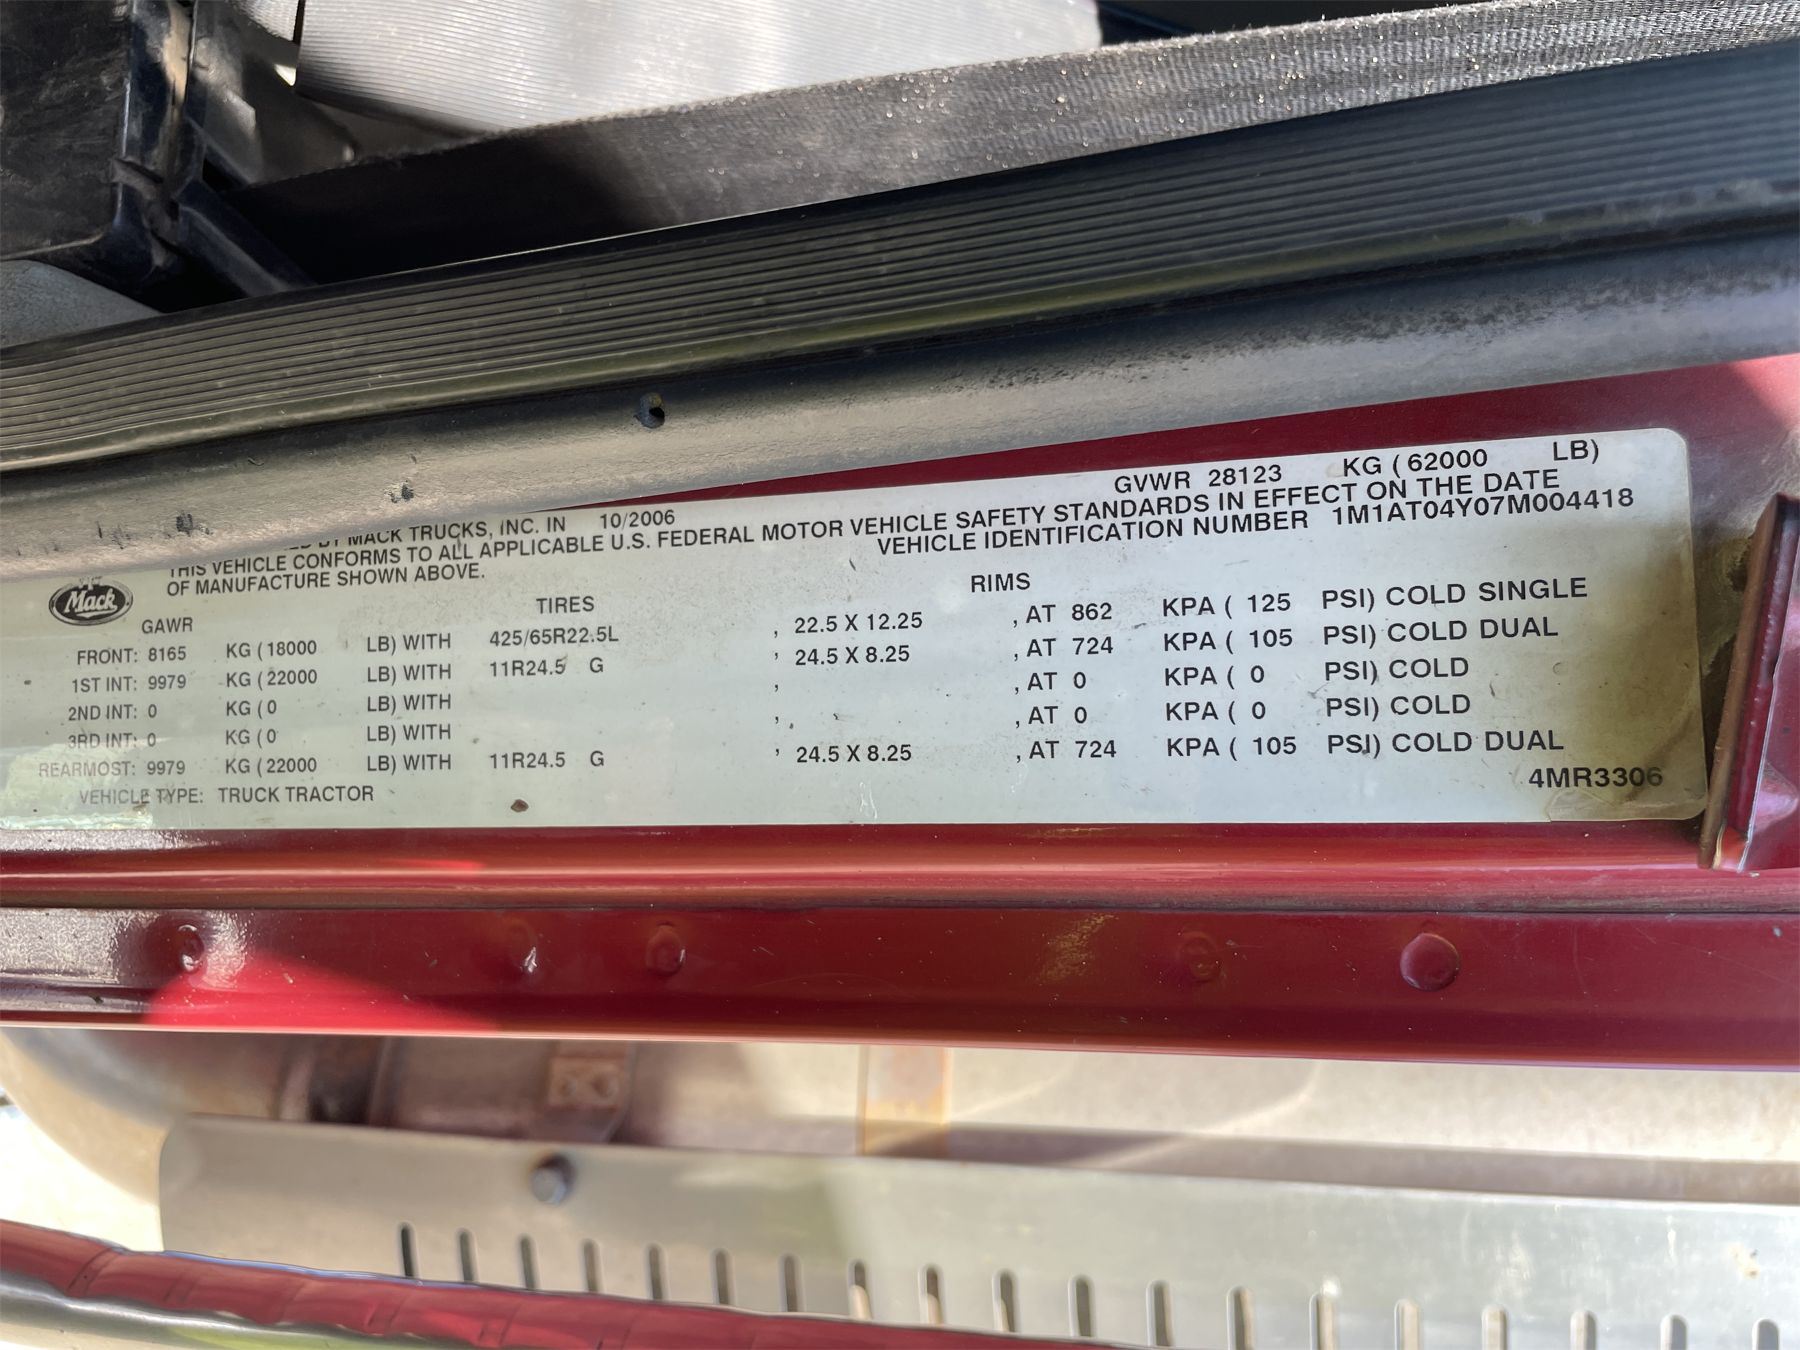 GVWR 28123 KG ( 62000 LB)
BY MACK TRUCKS, INC. IN 10/2006
THIS VEHICLE CONFORMS TO ALL APPLICABLE U.S. FEDERAL MOTOR VEHICLE SAFETY STANDARDS IN EFFECT ON THE DATE
OF MANUFACTURE SHOWN ABOVE. VEHICLE IDENTIFICATION NUMBER 1M1AT04Y07M004418
Mack
GAWR TIRES RIMS
FRONT: 8165 KG ( 18000 LB) WITH 425/65R22.5L , 22.5 X 12.25 , AT 862 KPA ( 125 PSI) COLD SINGLE
1ST INT: 9979 KG ( 22000 LB) WITH 11R24.5 G , 24.5 X 8.25 , AT 724 KPA ( 105 PSI) COLD DUAL
2ND INT: 0 KG ( 0 LB) WITH , , AT 0 KPA ( 0 PSI) COLD
3RD INT: 0 KG ( 0 LB) WITH , , AT 0 KPA ( 0 PSI) COLD
REARMOST: 9979 KG ( 22000 LB) WITH 11R24.5 G , 24.5 X 8.25 , AT 724 KPA ( 105 PSI) COLD DUAL
VEHICLE TYPE: TRUCK TRACTOR 4MR3306